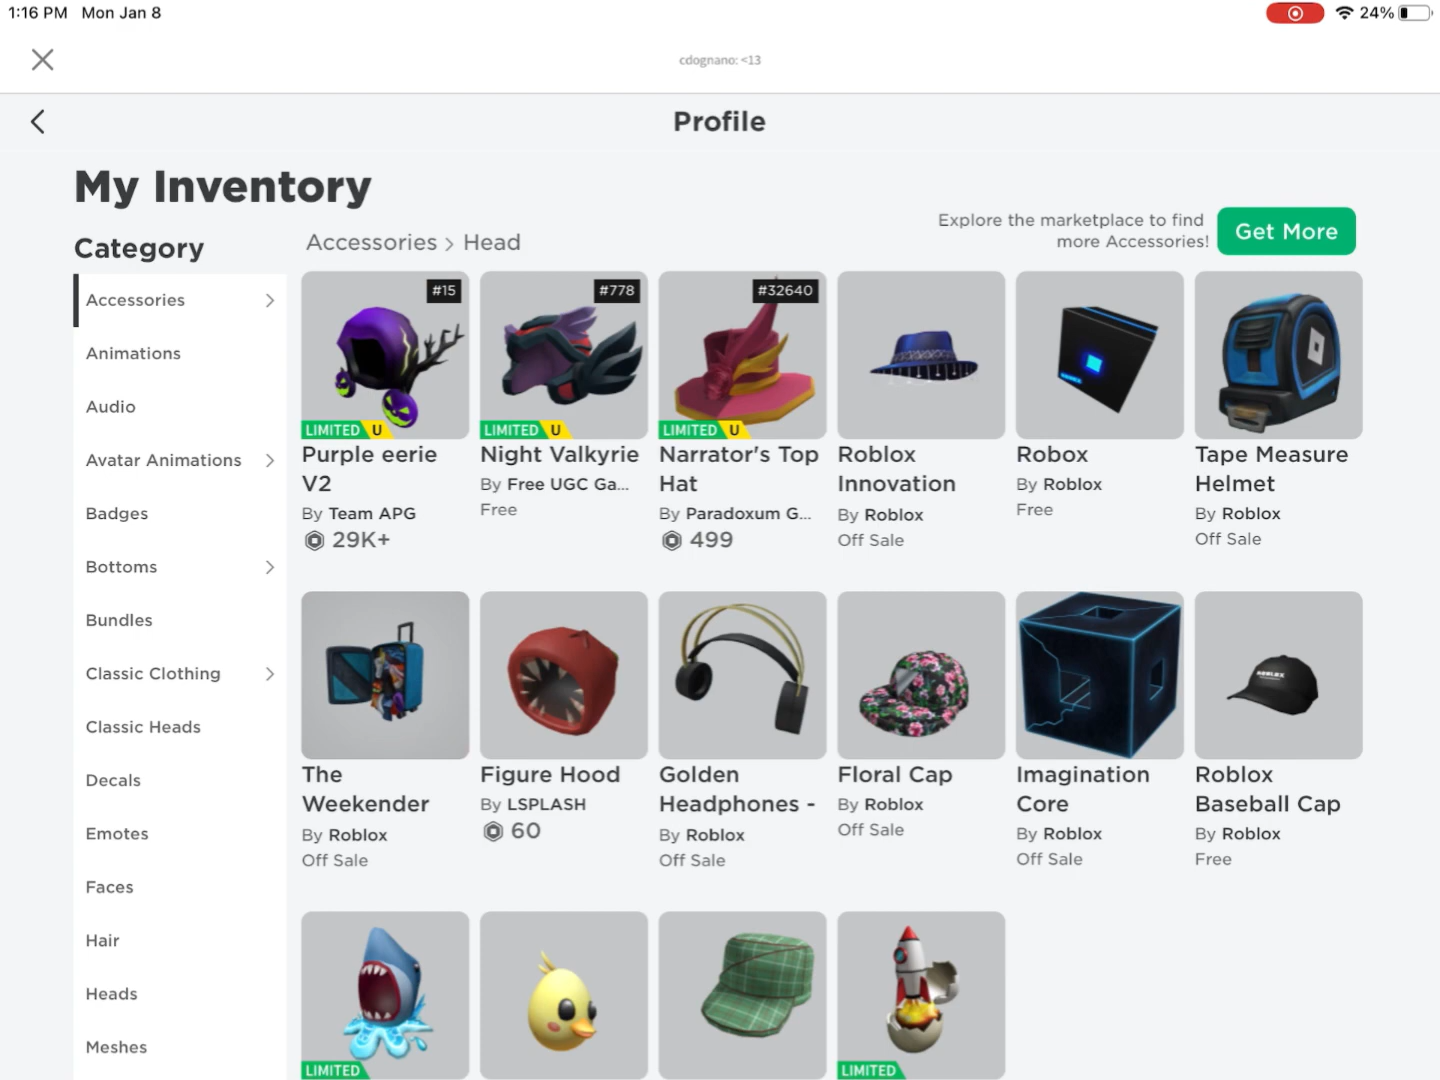 1:16 PM Mon Jan 8
24%
cdognano: <13
Profile
My Inventory
Explore the marketplace to find
more Accessories!
Get More
Category
Accessories > Head
Accessories
Animations
Audio
Avatar Animations
Badges
Bottoms
Bundles
Classic Clothing
Classic Heads
Decals
Emotes
Faces
Hair
Heads
Meshes
#15
LIMITED U
Purple eerie
V2
By Team APG
29K+
#778
LIMITED U
Night Valkyrie
By Free UGC Ga...
Free
#32640
LIMITED U
Narrator's Top
Hat
By Paradoxum G...
499
Roblox
Innovation
By Roblox
Off Sale
Robox
By Roblox
Free
Tape Measure
Helmet
By Roblox
Off Sale
The
Weekender
By Roblox
Off Sale
Figure Hood
By LSPLASH
60
Golden
Headphones -
By Roblox
Off Sale
Floral Cap
By Roblox
Off Sale
Imagination
Core
By Roblox
Off Sale
ROBLOX
Roblox
Baseball Cap
By Roblox
Free
LIMITED
LIMITED